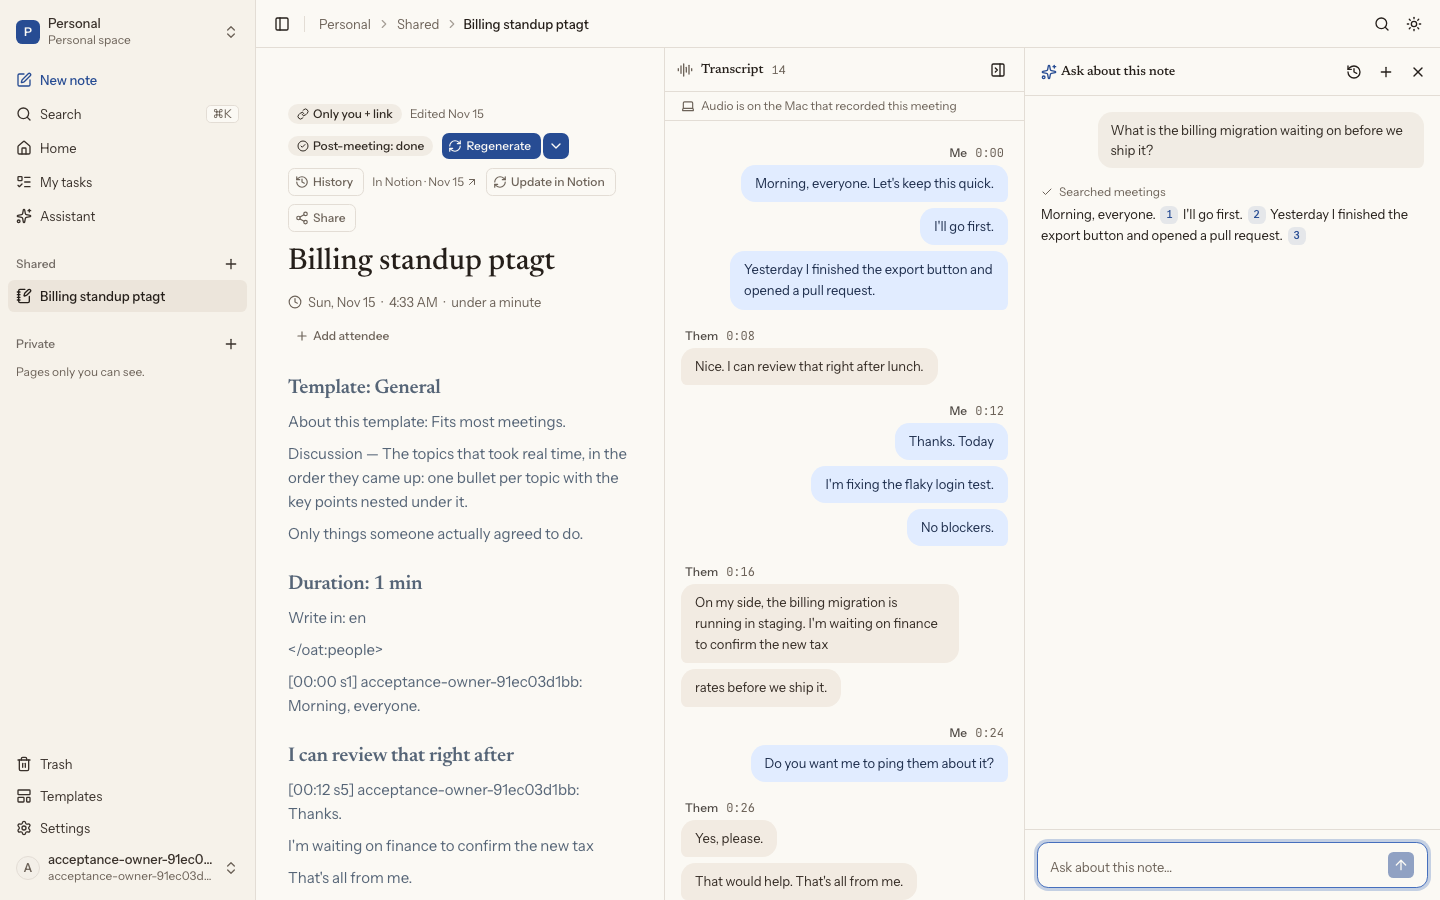 P
Personal
Personal space
New note
Search
⌘K
Home
My tasks
Assistant
Shared
Billing standup ptagt
Private
Pages only you can see.
Trash
Templates
Settings
A
acceptance-owner-91ec0…
acceptance-owner-91ec03d…
Personal
Shared
Billing standup ptagt
Only you + link
Edited Nov 15
Post-meeting: done
Regenerate
History
In Notion · Nov 15 ↗
Update in Notion
Share
Billing standup ptagt
Sun, Nov 15 · 4:33 AM · under a minute
Add attendee
Template: General
About this template: Fits most meetings.
Discussion — The topics that took real time, in the
order they came up: one bullet per topic with the
key points nested under it.
Only things someone actually agreed to do.
Duration: 1 min
Write in: en
</oat:people>
[00:00 s1] acceptance-owner-91ec03d1bb:
Morning, everyone.
I can review that right after
[00:12 s5] acceptance-owner-91ec03d1bb:
Thanks.
I'm waiting on finance to confirm the new tax
That's all from me.
Transcript 14
Audio is on the Mac that recorded this meeting
Me 0:00
Morning, everyone. Let's keep this quick.
I'll go first.
Yesterday I finished the export button and
opened a pull request.
Them 0:08
Nice. I can review that right after lunch.
Me 0:12
Thanks. Today
I'm fixing the flaky login test.
No blockers.
Them 0:16
On my side, the billing migration is
running in staging. I'm waiting on finance
to confirm the new tax
rates before we ship it.
Me 0:24
Do you want me to ping them about it?
Them 0:26
Yes, please.
That would help. That's all from me.
Ask about this note
What is the billing migration waiting on before we
ship it?
Searched meetings
Morning, everyone. 1 I'll go first. 2 Yesterday I finished the
export button and opened a pull request. 3
Ask about this note…